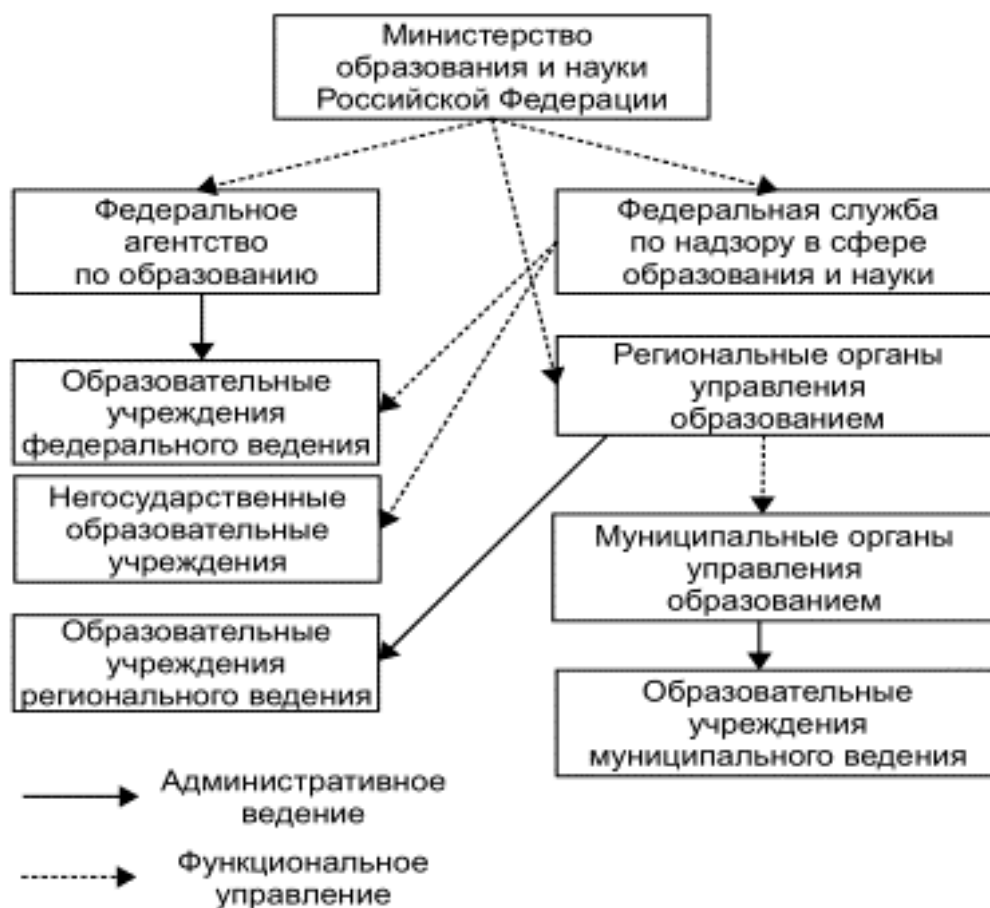 Министерство
образования и науки
Российской Федерации
Федеральное
агентство
по образованию
Федеральная служба
по надзору в сфере
образования и науки
Образовательные
учреждения
федерального ведения
Региональные органы
управления
образованием
Негосударственные
образовательные
учреждения
Муниципальные органы
управления
образованием
Образовательные
учреждения
регионального ведения
Образовательные
учреждения
муниципального ведения
Административное
ведение
Функциональное
управление